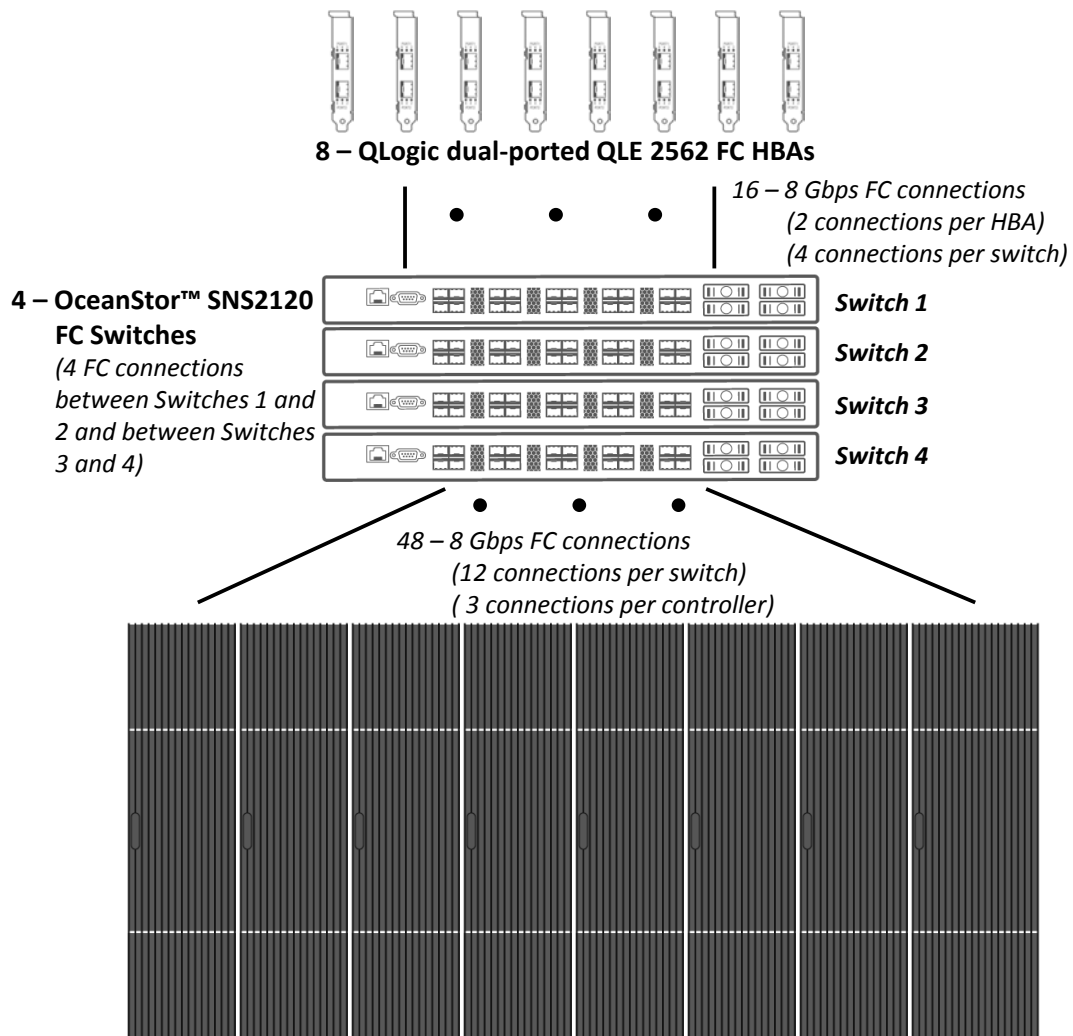 8 – QLogic dual-ported QLE 2562 FC HBAs
16 – 8 Gbps FC connections
(2 connections per HBA)
(4 connections per switch)
4 – OceanStor™ SNS2120
FC Switches
(4 FC connections
between Switches 1 and
2 and between Switches
3 and 4)
Switch 1
Switch 2
Switch 3
Switch 4
48 – 8 Gbps FC connections
(12 connections per switch)
( 3 connections per controller)